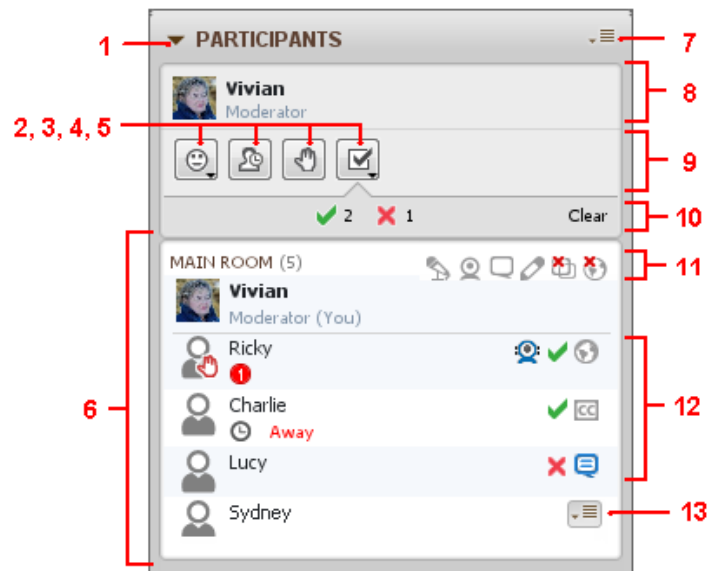 1 PARTICIPANTS 7
Vivian
Moderator
8
2, 3, 4, 5
9
2 1 Clear 10
MAIN ROOM (5) 11
Vivian
Moderator (You)
Ricky
1
6
Charlie CC 12
Away
Lucy
Sydney 13